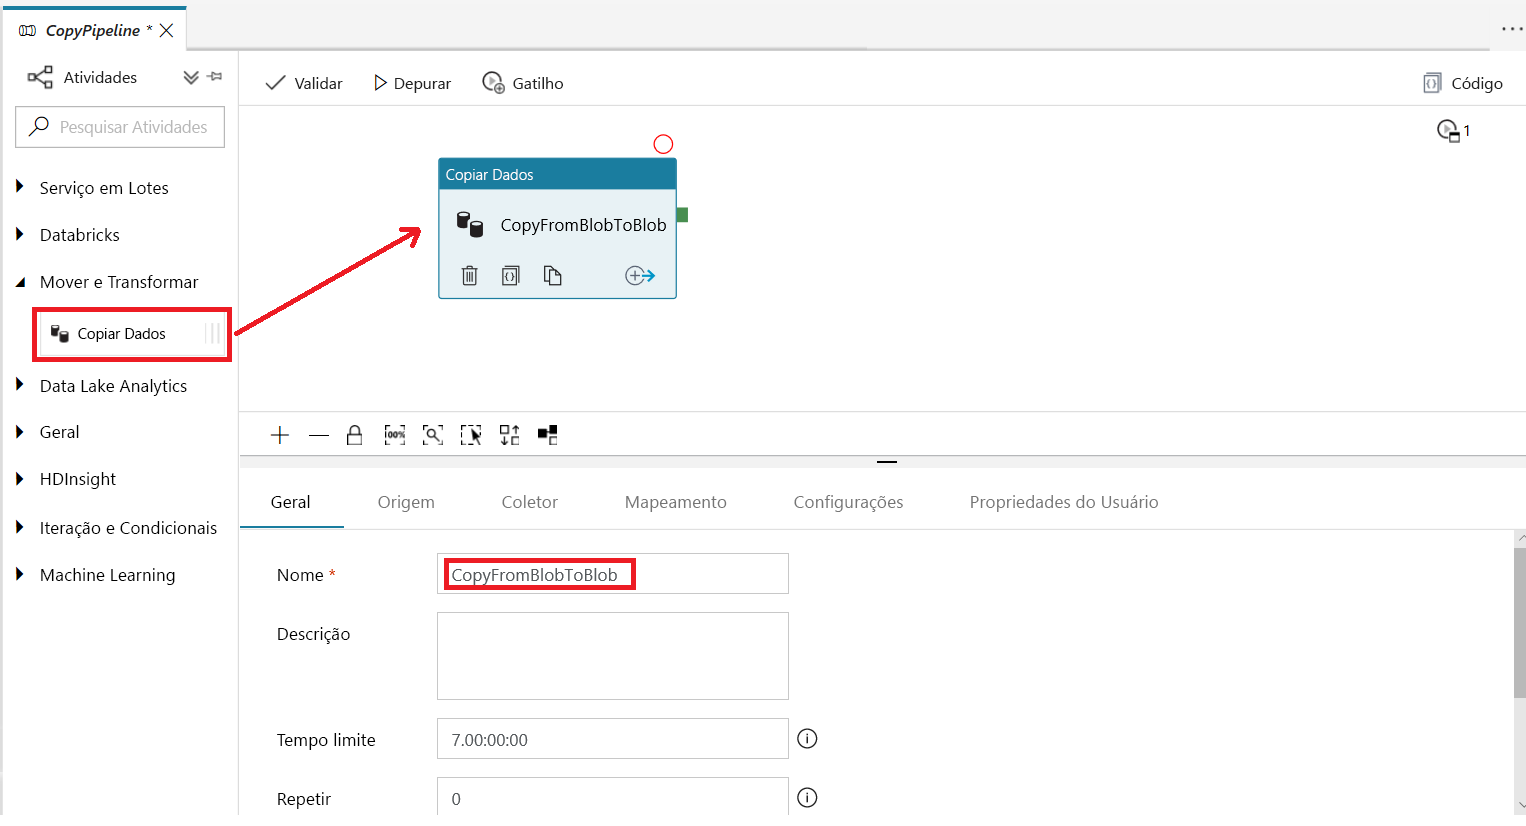 CopyPipeline *
Atividades
Pesquisar Atividades
Serviço em Lotes
Databricks
Mover e Transformar
Copiar Dados
Data Lake Analytics
Geral
HDInsight
Iteração e Condicionais
Machine Learning
Validar Depurar Gatilho Código
1
Copiar Dados
CopyFromBlobToBlob
100%
Geral Origem Coletor Mapeamento Configurações Propriedades do Usuário
Nome * CopyFromBlobToBlob
Descrição
Tempo limite 7.00:00:00
Repetir 0